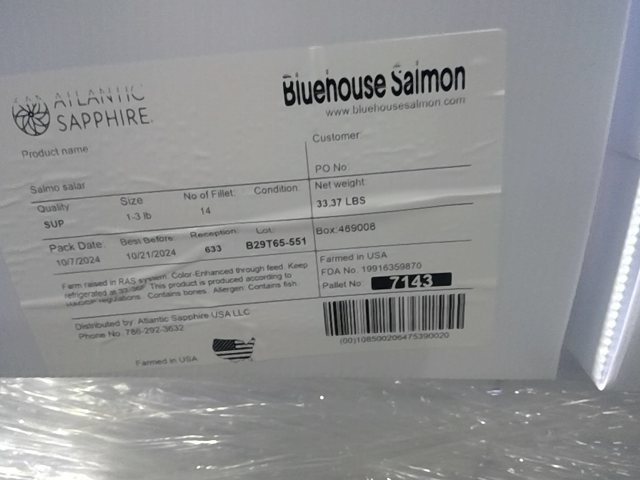 ATLANTIC
SAPPHIRE
Bluehouse Salmon
www.bluehousesalmon.com
Product name
Customer:
PO No
Salmo salar
Quality
Size
No of Fillet:
Condition
Net weight
SUP
1-3 lb
14
33.37 LBS
Pack Date:
Best Before:
Reception:
Lot:
10/7/2024
10/21/2024
633
B29T65-551
Box:469006
Farm raised in RAS system. Color-Enhanced through feed. Keep
refrigerated at This product is produced according to
regulations. Contains bones. Allergen: Contains fish.
Farmed in USA
FDA No. 19916359870
Pallet No: 7143
Distributed by Atlantic Sapphire USA LLC
Phone No. 786-292-3632
Farmed in USA
(00)108500206475390020